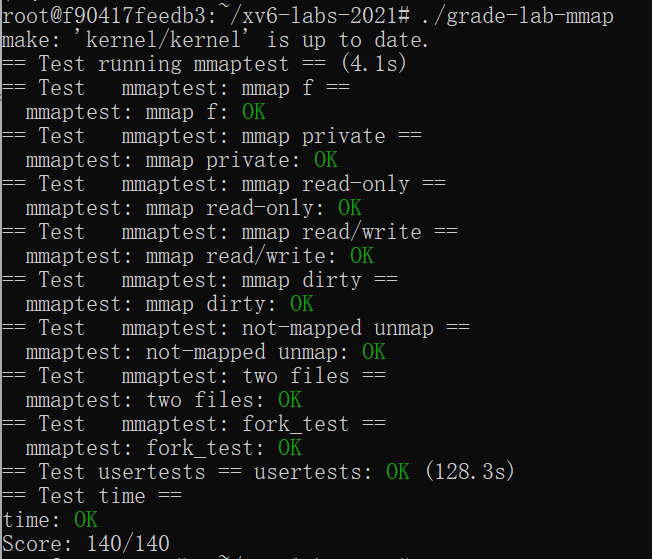 root@f90417feedb3:~/xv6-labs-2021# ./grade-lab-mmap
make: 'kernel/kernel' is up to date.
== Test running mmaptest == (4.1s)
== Test   mmaptest: mmap f ==
  mmaptest: mmap f: OK
== Test   mmaptest: mmap private ==
  mmaptest: mmap private: OK
== Test   mmaptest: mmap read-only ==
  mmaptest: mmap read-only: OK
== Test   mmaptest: mmap read/write ==
  mmaptest: mmap read/write: OK
== Test   mmaptest: mmap dirty ==
  mmaptest: mmap dirty: OK
== Test   mmaptest: not-mapped unmap ==
  mmaptest: not-mapped unmap: OK
== Test   mmaptest: two files ==
  mmaptest: two files: OK
== Test   mmaptest: fork_test ==
  mmaptest: fork_test: OK
== Test usertests == usertests: OK (128.3s)
== Test time ==
time: OK
Score: 140/140